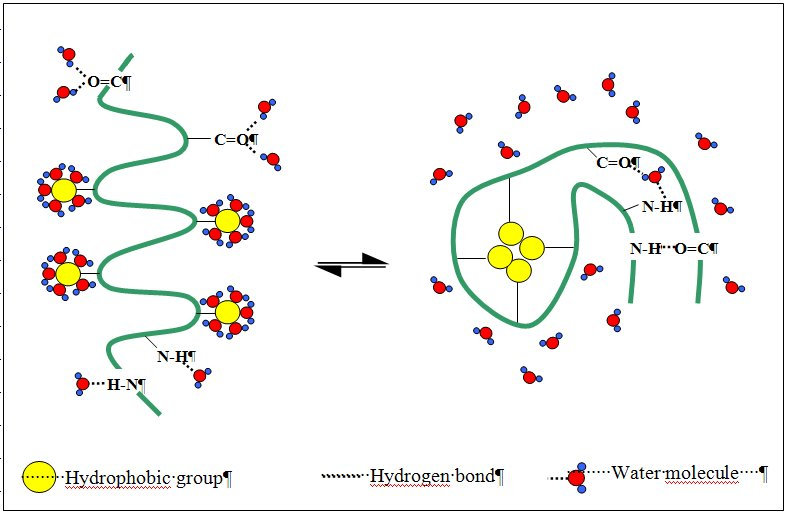 O=C¶
C=O¶
N-H¶
H-N¶
C=O¶
N-H¶
N-H···O=C¶
Hydrophobic·group¶
Hydrogen·bond¶
Water·molecule····¶